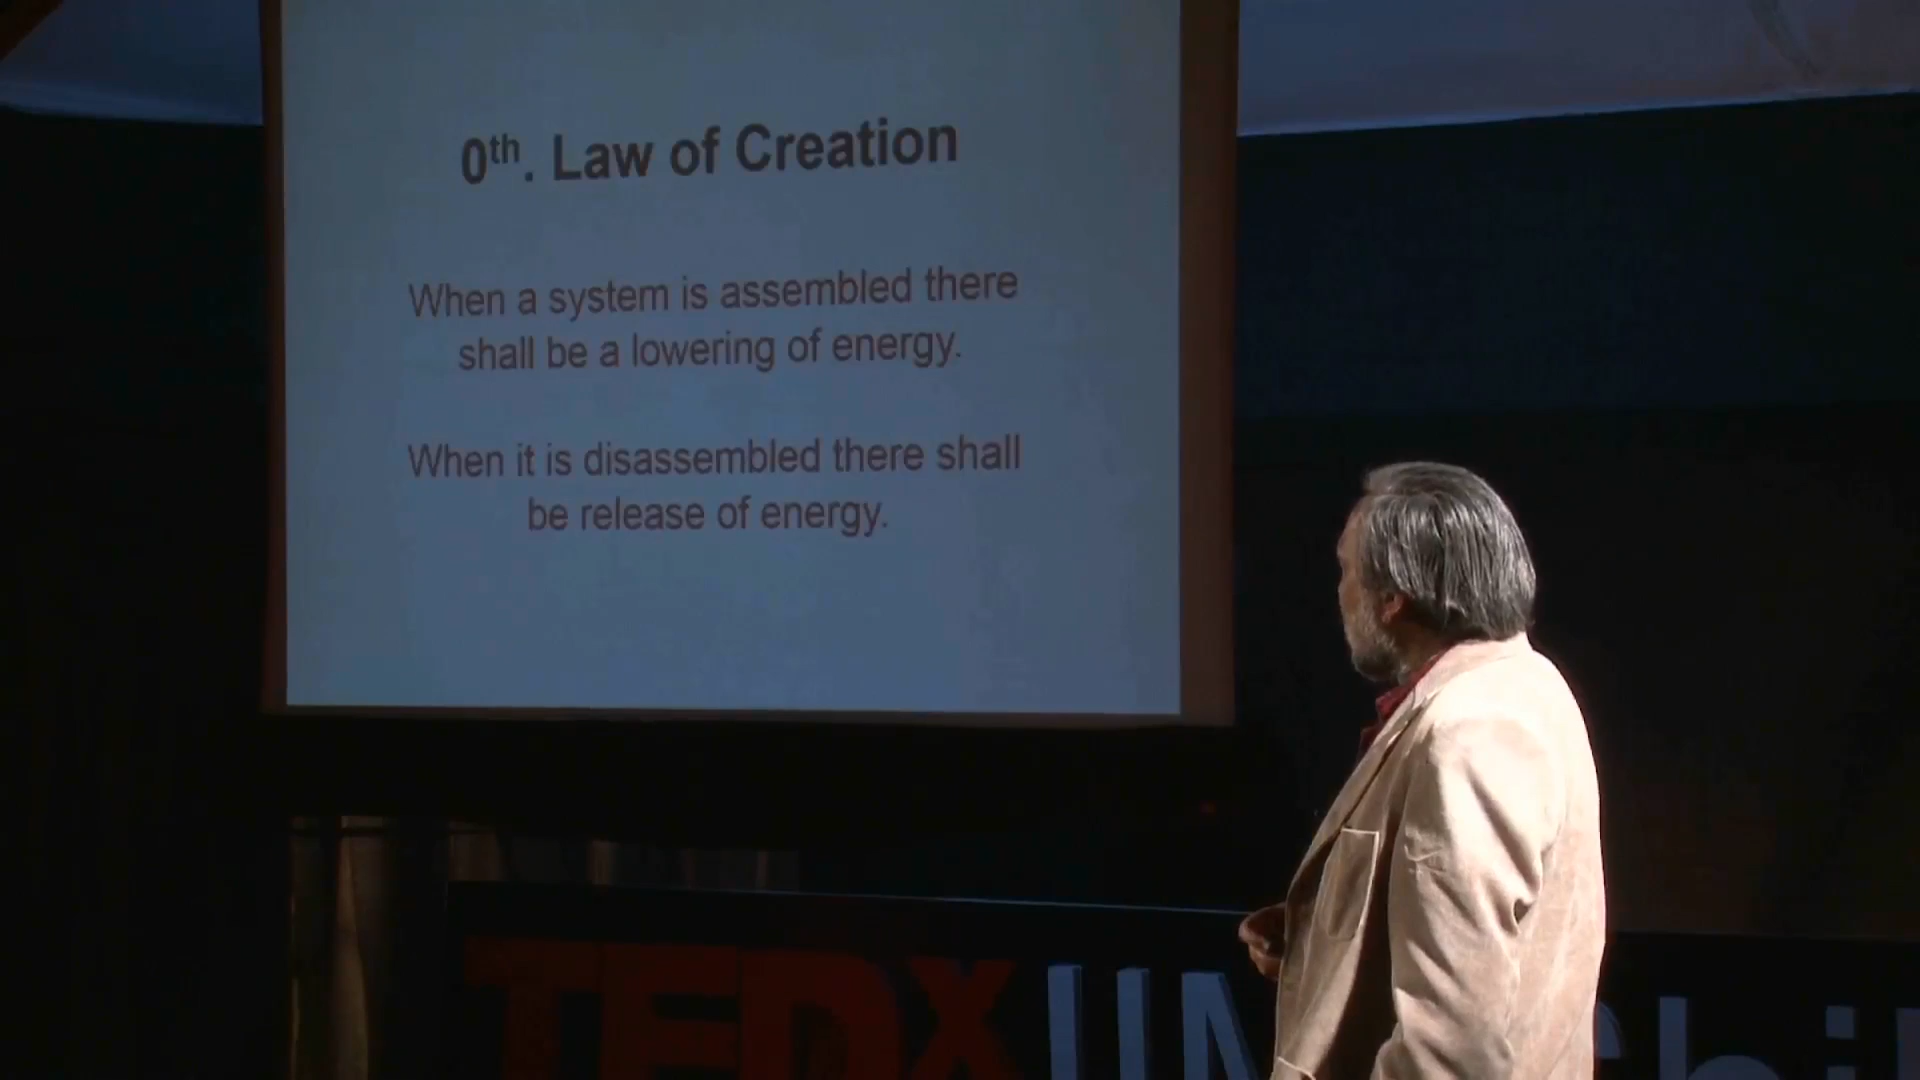 0th. Law of Creation
When a system is assembled there
shall be a lowering of energy.
When it is disassembled there shall
be release of energy.
TEDx